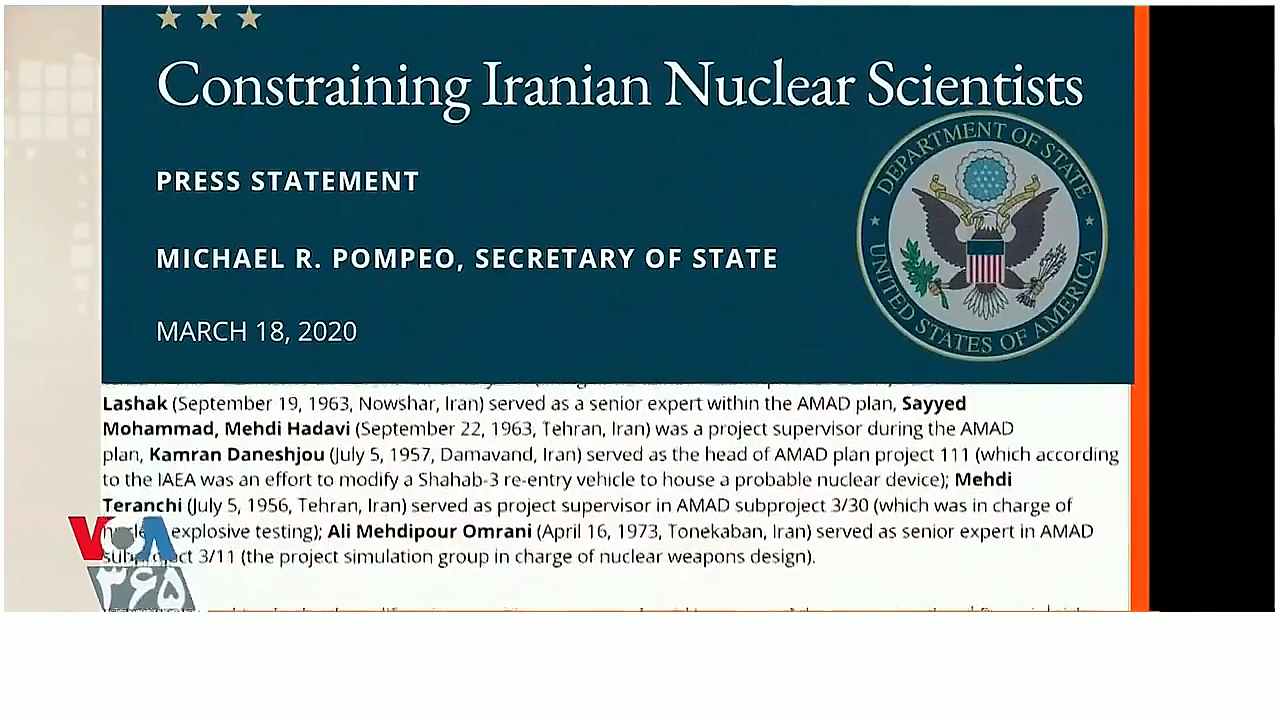 Constraining Iranian Nuclear Scientists
PRESS STATEMENT
MICHAEL R. POMPEO, SECRETARY OF STATE
MARCH 18, 2020
DEPARTMENT OF STATE
UNITED STATES OF AMERICA
Lashak (September 19, 1963, Nowshar, Iran) served as a senior expert within the AMAD plan, Sayyed
Mohammad, Mehdi Hadavi (September 22, 1963, Tehran, Iran) was a project supervisor during the AMAD
plan, Kamran Daneshjou (July 5, 1957, Damavand, Iran) served as the head of AMAD plan project 111 (which according
to the IAEA was an effort to modify a Shahab-3 re-entry vehicle to house a probable nuclear device); Mehdi
Teranchi (July 5, 1956, Tehran, Iran) served as project supervisor in AMAD subproject 3/30 (which was in charge of
explosive testing); Ali Mehdipour Omrani (April 16, 1973, Tonekaban, Iran) served as senior expert in AMAD
subproject 3/11 (the project simulation group in charge of nuclear weapons design).
VOA
۳۶۵